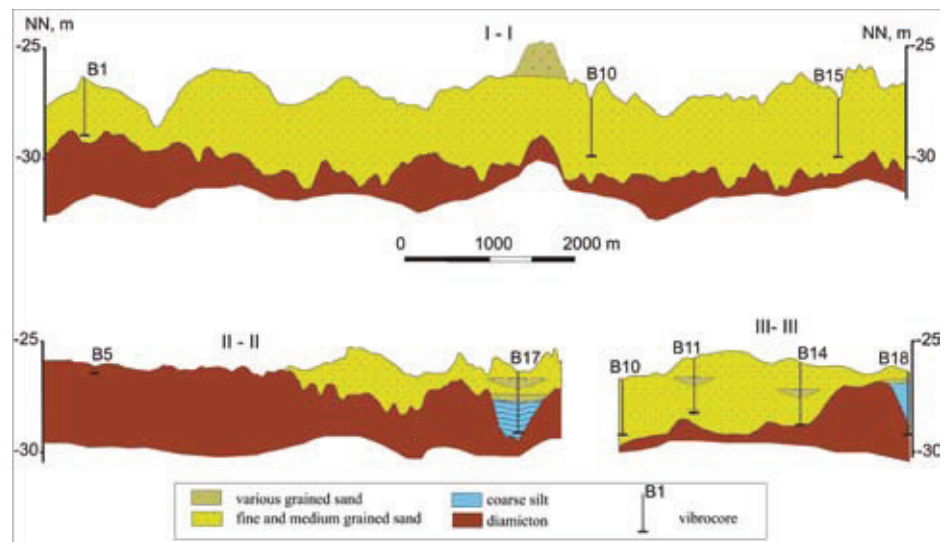 NN, m
I - I
NN, m
-25
-25
B1
B10
B15
-30
-30
0 1000 2000 m
-25
II - II
-25
III- III
B5
B17
B10
B11
B14
B18
-30
-30
various grained sand
coarse silt
B1
fine and medium grained sand
diamicton
vibrocore